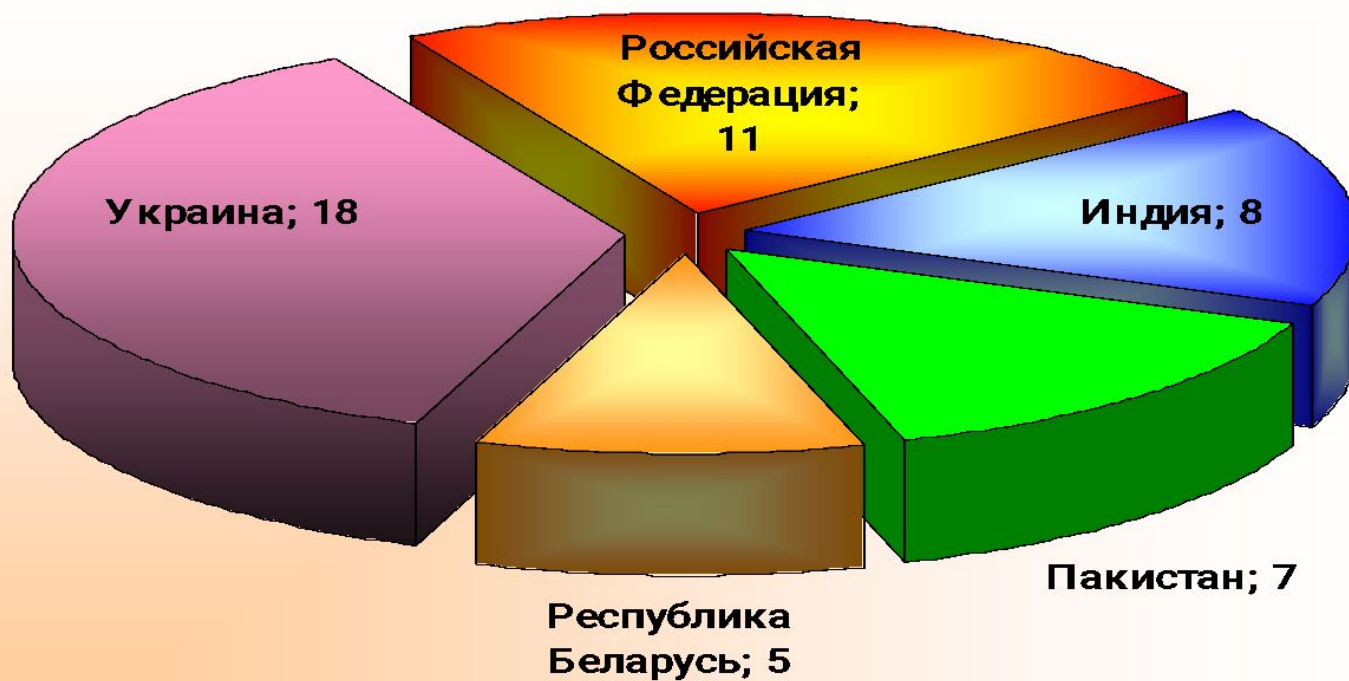 Российская
Федерация;
11
Украина; 18
Индия; 8
Пакистан; 7
Республика
Беларусь; 5